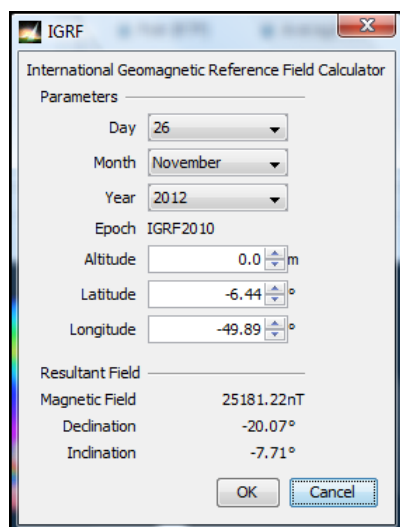 IGRF
International Geomagnetic Reference Field Calculator
Parameters
Day 26
Month November
Year 2012
Epoch IGRF2010
Altitude 0.0 m
Latitude -6.44 °
Longitude -49.89 °
Resultant Field
Magnetic Field 25181.22nT
Declination -20.07°
Inclination -7.71°
OK Cancel